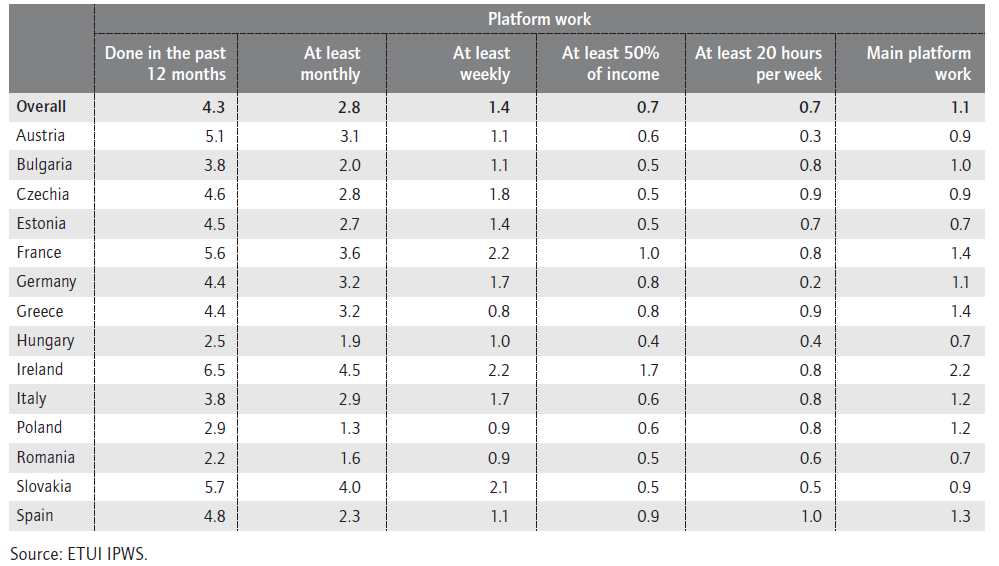 Platform work
Done in the past 12 months At least monthly At least weekly At least 50% of income At least 20 hours per week Main platform work
Overall 4.3 2.8 1.4 0.7 0.7 1.1
Austria 5.1 3.1 1.1 0.6 0.3 0.9
Bulgaria 3.8 2.0 1.1 0.5 0.8 1.0
Czechia 4.6 2.8 1.8 0.5 0.9 0.9
Estonia 4.5 2.7 1.4 0.5 0.7 0.7
France 5.6 3.6 2.2 1.0 0.8 1.4
Germany 4.4 3.2 1.7 0.8 0.2 1.1
Greece 4.4 3.2 0.8 0.8 0.9 1.4
Hungary 2.5 1.9 1.0 0.4 0.4 0.7
Ireland 6.5 4.5 2.2 1.7 0.8 2.2
Italy 3.8 2.9 1.7 0.6 0.8 1.2
Poland 2.9 1.3 0.9 0.6 0.8 1.2
Romania 2.2 1.6 0.9 0.5 0.6 0.7
Slovakia 5.7 4.0 2.1 0.5 0.5 0.9
Spain 4.8 2.3 1.1 0.9 1.0 1.3
Source: ETUI IPWS.